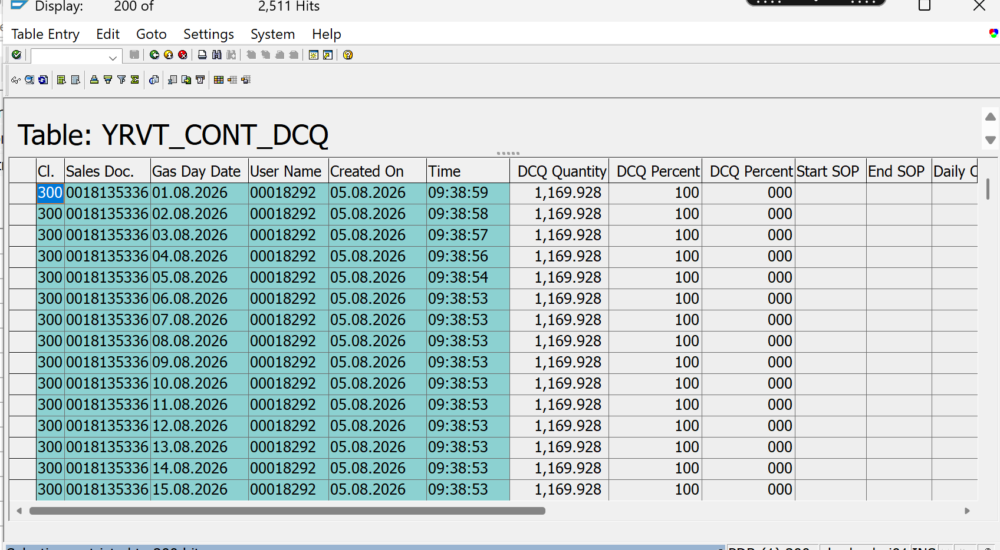 Display: 200 of 2,511 Hits
Table Entry Edit Goto Settings System Help
Table: YRVT_CONT_DCQ
Cl. Sales Doc. Gas Day Date User Name Created On Time DCQ Quantity DCQ Percent DCQ Percent Start SOP End SOP Daily C
300 0018135336 01.08.2026 00018292 05.08.2026 09:38:59 1,169.928 100 000
300 0018135336 02.08.2026 00018292 05.08.2026 09:38:58 1,169.928 100 000
300 0018135336 03.08.2026 00018292 05.08.2026 09:38:57 1,169.928 100 000
300 0018135336 04.08.2026 00018292 05.08.2026 09:38:56 1,169.928 100 000
300 0018135336 05.08.2026 00018292 05.08.2026 09:38:54 1,169.928 100 000
300 0018135336 06.08.2026 00018292 05.08.2026 09:38:53 1,169.928 100 000
300 0018135336 07.08.2026 00018292 05.08.2026 09:38:53 1,169.928 100 000
300 0018135336 08.08.2026 00018292 05.08.2026 09:38:53 1,169.928 100 000
300 0018135336 09.08.2026 00018292 05.08.2026 09:38:53 1,169.928 100 000
300 0018135336 10.08.2026 00018292 05.08.2026 09:38:53 1,169.928 100 000
300 0018135336 11.08.2026 00018292 05.08.2026 09:38:53 1,169.928 100 000
300 0018135336 12.08.2026 00018292 05.08.2026 09:38:53 1,169.928 100 000
300 0018135336 13.08.2026 00018292 05.08.2026 09:38:53 1,169.928 100 000
300 0018135336 14.08.2026 00018292 05.08.2026 09:38:53 1,169.928 100 000
300 0018135336 15.08.2026 00018292 05.08.2026 09:38:53 1,169.928 100 000